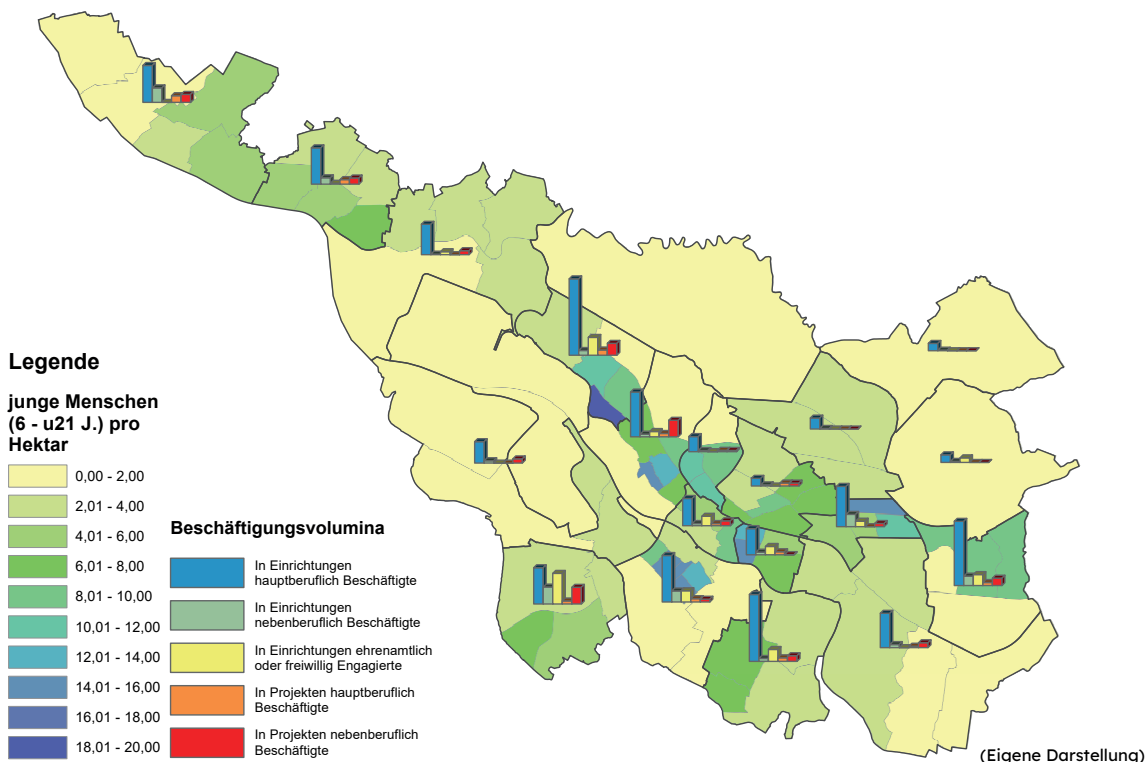 Legende
junge Menschen
(6 - u21 J.) pro
Hektar
0,00 - 2,00
2,01 - 4,00
4,01 - 6,00
6,01 - 8,00
8,01 - 10,00
10,01 - 12,00
12,01 - 14,00
14,01 - 16,00
16,01 - 18,00
18,01 - 20,00
Beschäftigungsvolumina
In Einrichtungen
hauptberuflich Beschäftigte
In Einrichtungen
nebenberuflich Beschäftigte
In Einrichtungen ehrenamtlich
oder freiwillig Engagierte
In Projekten hauptberuflich
Beschäftigte
In Projekten nebenberuflich
Beschäftigte
(Eigene Darstellung)